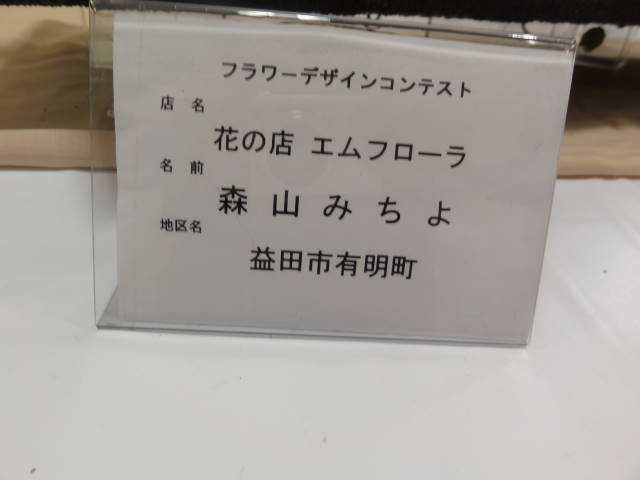 フラワーデザインコンテスト
店 名
花の店 エムフローラ
名 前
森 山 み ち よ
地区名
益田市有明町